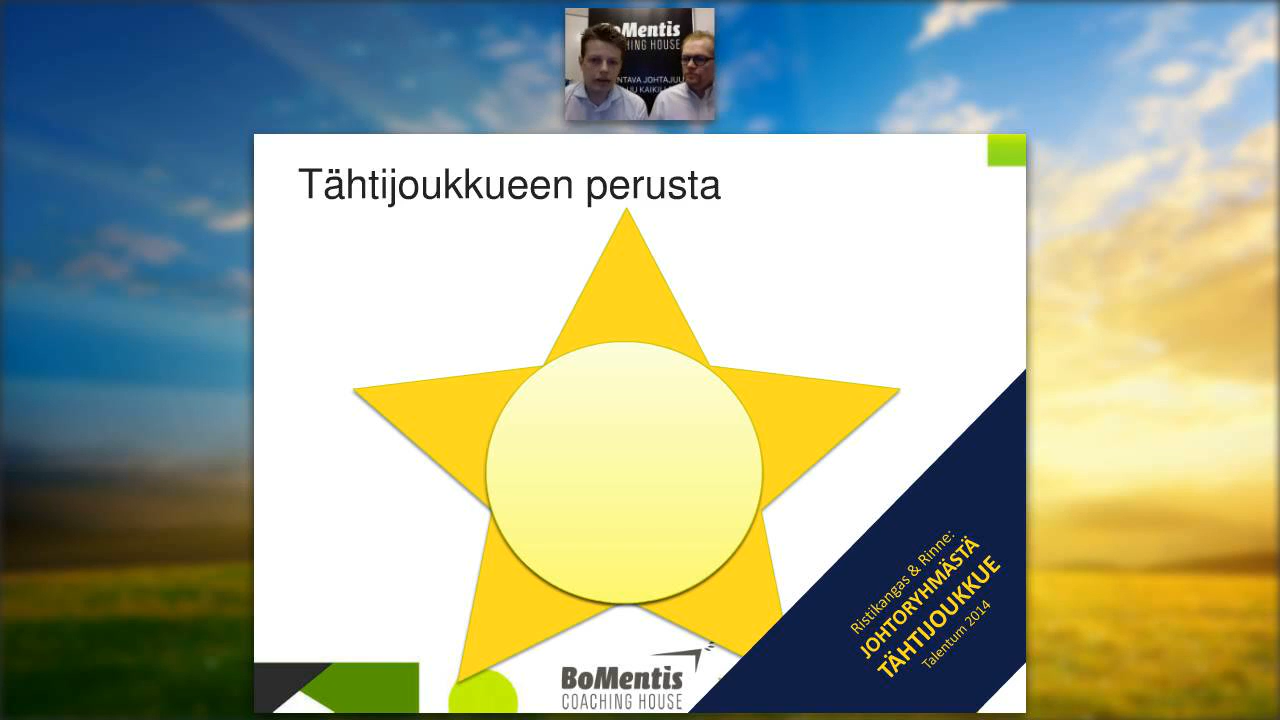 BoMentis
COACHING HOUSE
Tähtijoukkueen perusta
Ristikangas & Rinne:
JOHTORYHMÄSTÄ
TÄHTIJOUKKUE
Talentum 2014
BoMentis
COACHING HOUSE